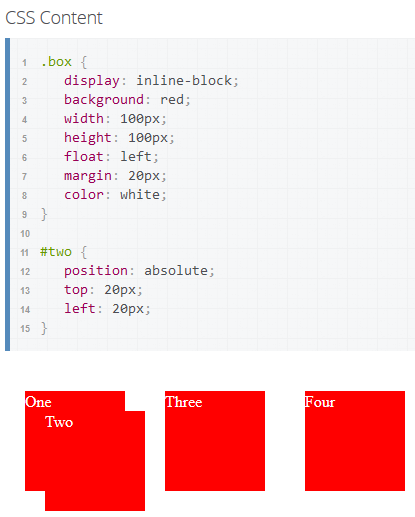 CSS Content
1 .box {
2 display: inline-block;
3 background: red;
4 width: 100px;
5 height: 100px;
6 float: left;
7 margin: 20px;
8 color: white;
9 }
10
11 #two {
12 position: absolute;
13 top: 20px;
14 left: 20px;
15 }
One Three Four
Two